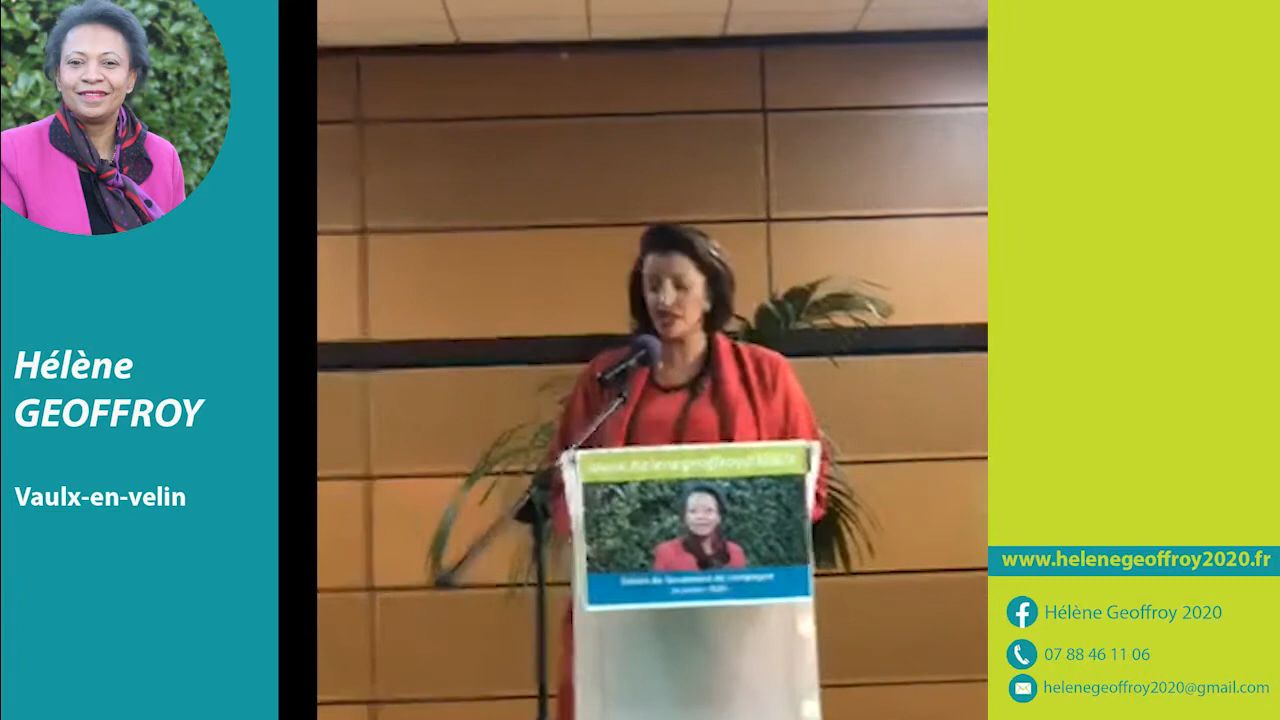 Hélène
GEOFFROY
Vaulx-en-velin
www.helenegeoffroy2020.fr
Hélène Geoffroy 2020
07 88 46 11 06
helenegeoffroy2020@gmail.com